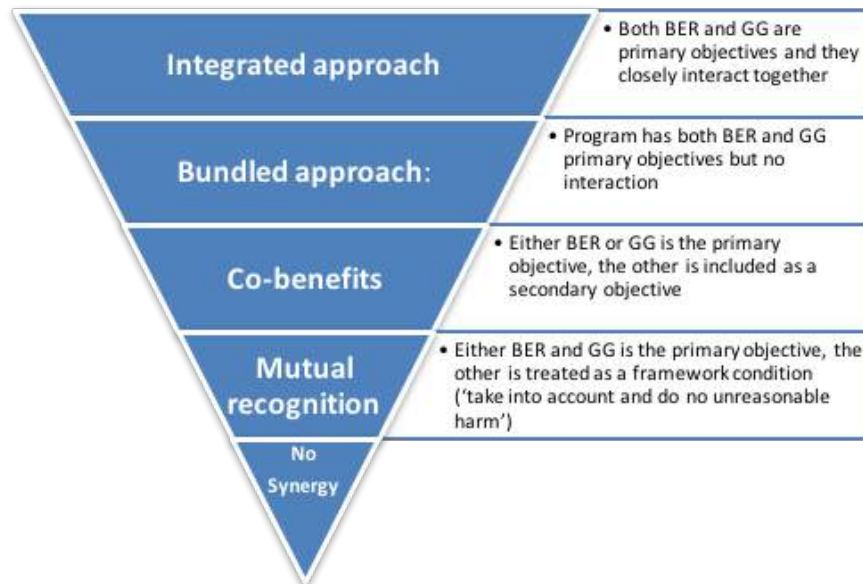 Integrated approach
• Both BER and GG are
primary objectives and they
closely interact together
Bundled approach:
• Program has both BER and GG
primary objectives but no
interaction
Co-benefits
• Either BER or GG is the primary
objective, the other is included as a
secondary objective
Mutual
recognition
• Either BER and GG is the primary objective, the
other is treated as a framework condition
(‘take into account and do no unreasonable
harm’)
No
Synergy